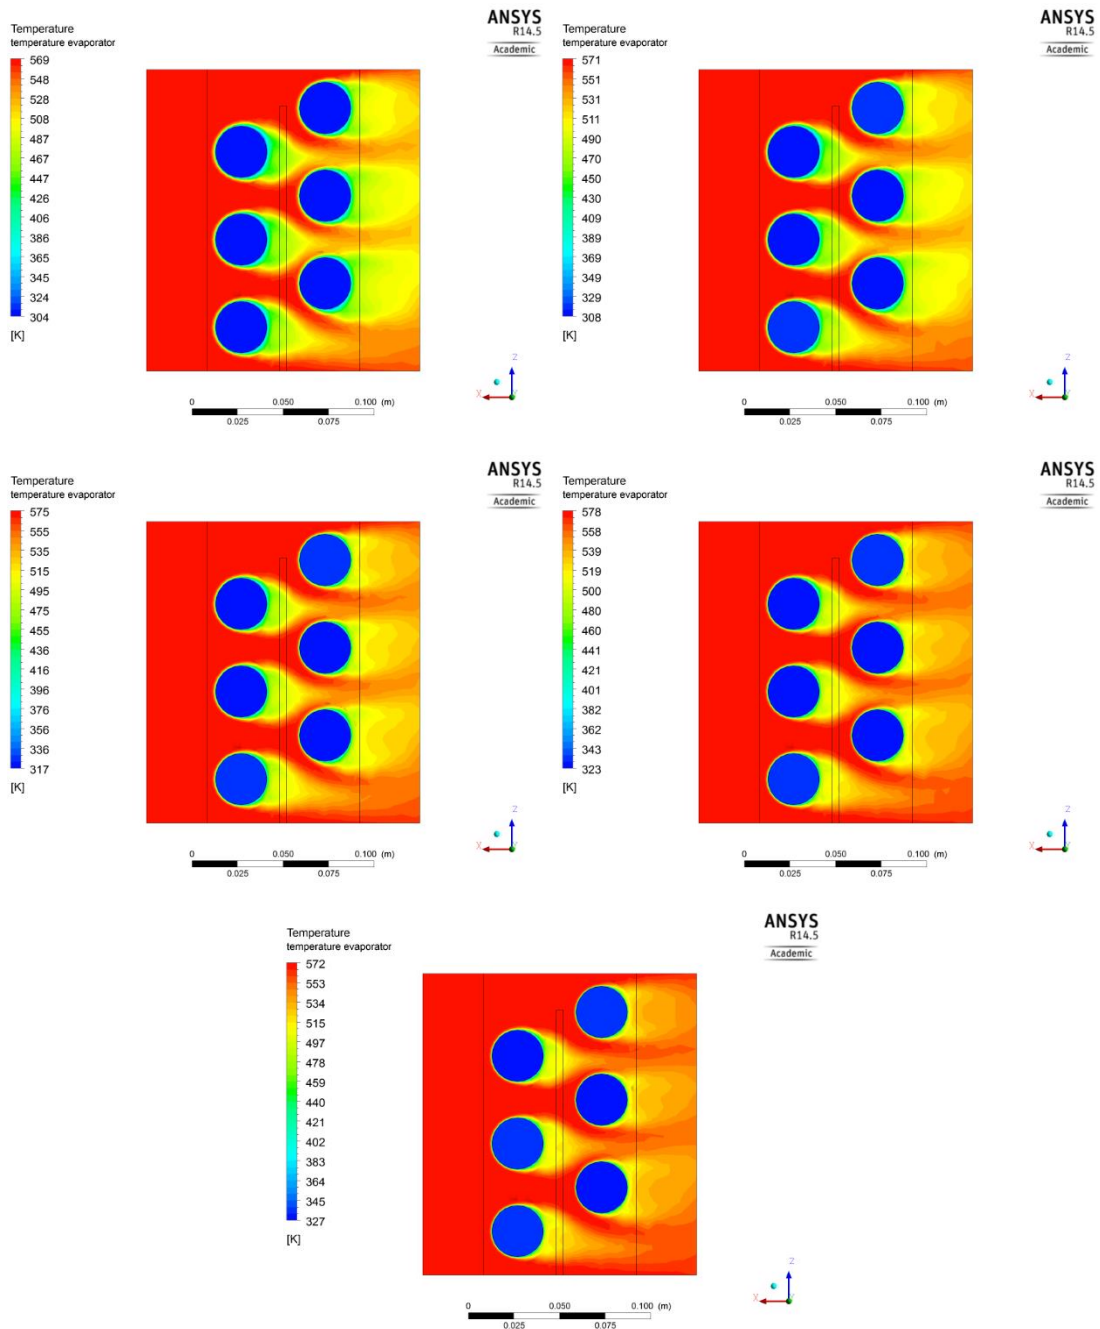 ANSYS
R14.5
Academic
Temperature
temperature evaporator
569
548
528
508
487
467
447
426
406
385
365
345
324
304
[K]
Z
X
Y
0 0.050 0.100 (m)
0.025 0.075
ANSYS
R14.5
Academic
Temperature
temperature evaporator
571
551
531
511
490
470
450
430
409
389
369
349
329
308
[K]
Z
X
Y
0 0.050 0.100 (m)
0.025 0.075
ANSYS
R14.5
Academic
Temperature
temperature evaporator
575
555
535
515
495
475
455
436
416
396
376
356
336
317
[K]
Z
X
Y
0 0.050 0.100 (m)
0.025 0.075
ANSYS
R14.5
Academic
Temperature
temperature evaporator
578
558
539
519
500
480
460
441
421
401
382
362
343
323
[K]
Z
X
Y
0 0.050 0.100 (m)
0.025 0.075
ANSYS
R14.5
Academic
Temperature
temperature evaporator
572
553
534
515
497
478
459
440
421
402
383
364
345
327
[K]
Z
X
Y
0 0.050 0.100 (m)
0.025 0.075